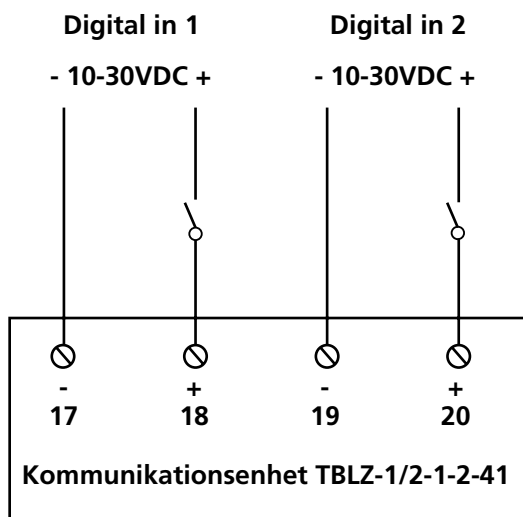 Digital in 1 Digital in 2
- 10-30VDC + - 10-30VDC +
- + - +
17 18 19 20
Kommunikationsenhet TBLZ-1/2-1-2-41